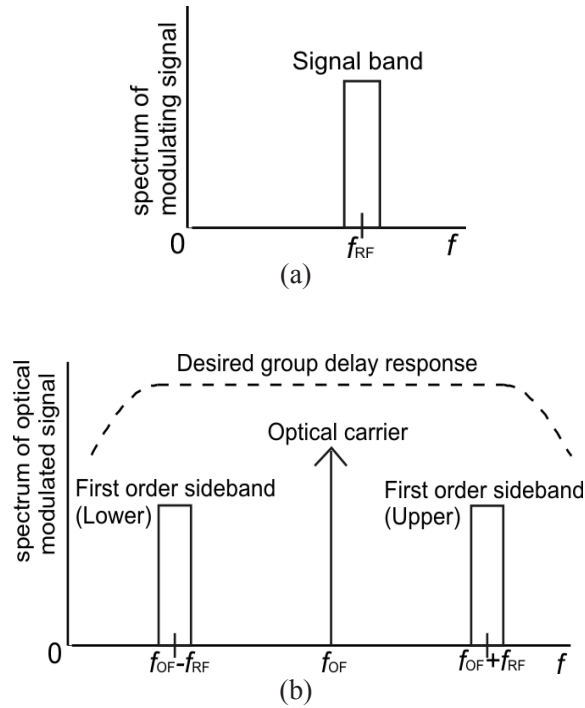 spectrum of
modulating signal
Signal band
0
fRF
f
(a)
spectrum of optical
modulated signal
Desired group delay response
Optical carrier
First order sideband
(Lower)
First order sideband
(Upper)
0
fOF-fRF
fOF
fOF+fRF
f
(b)